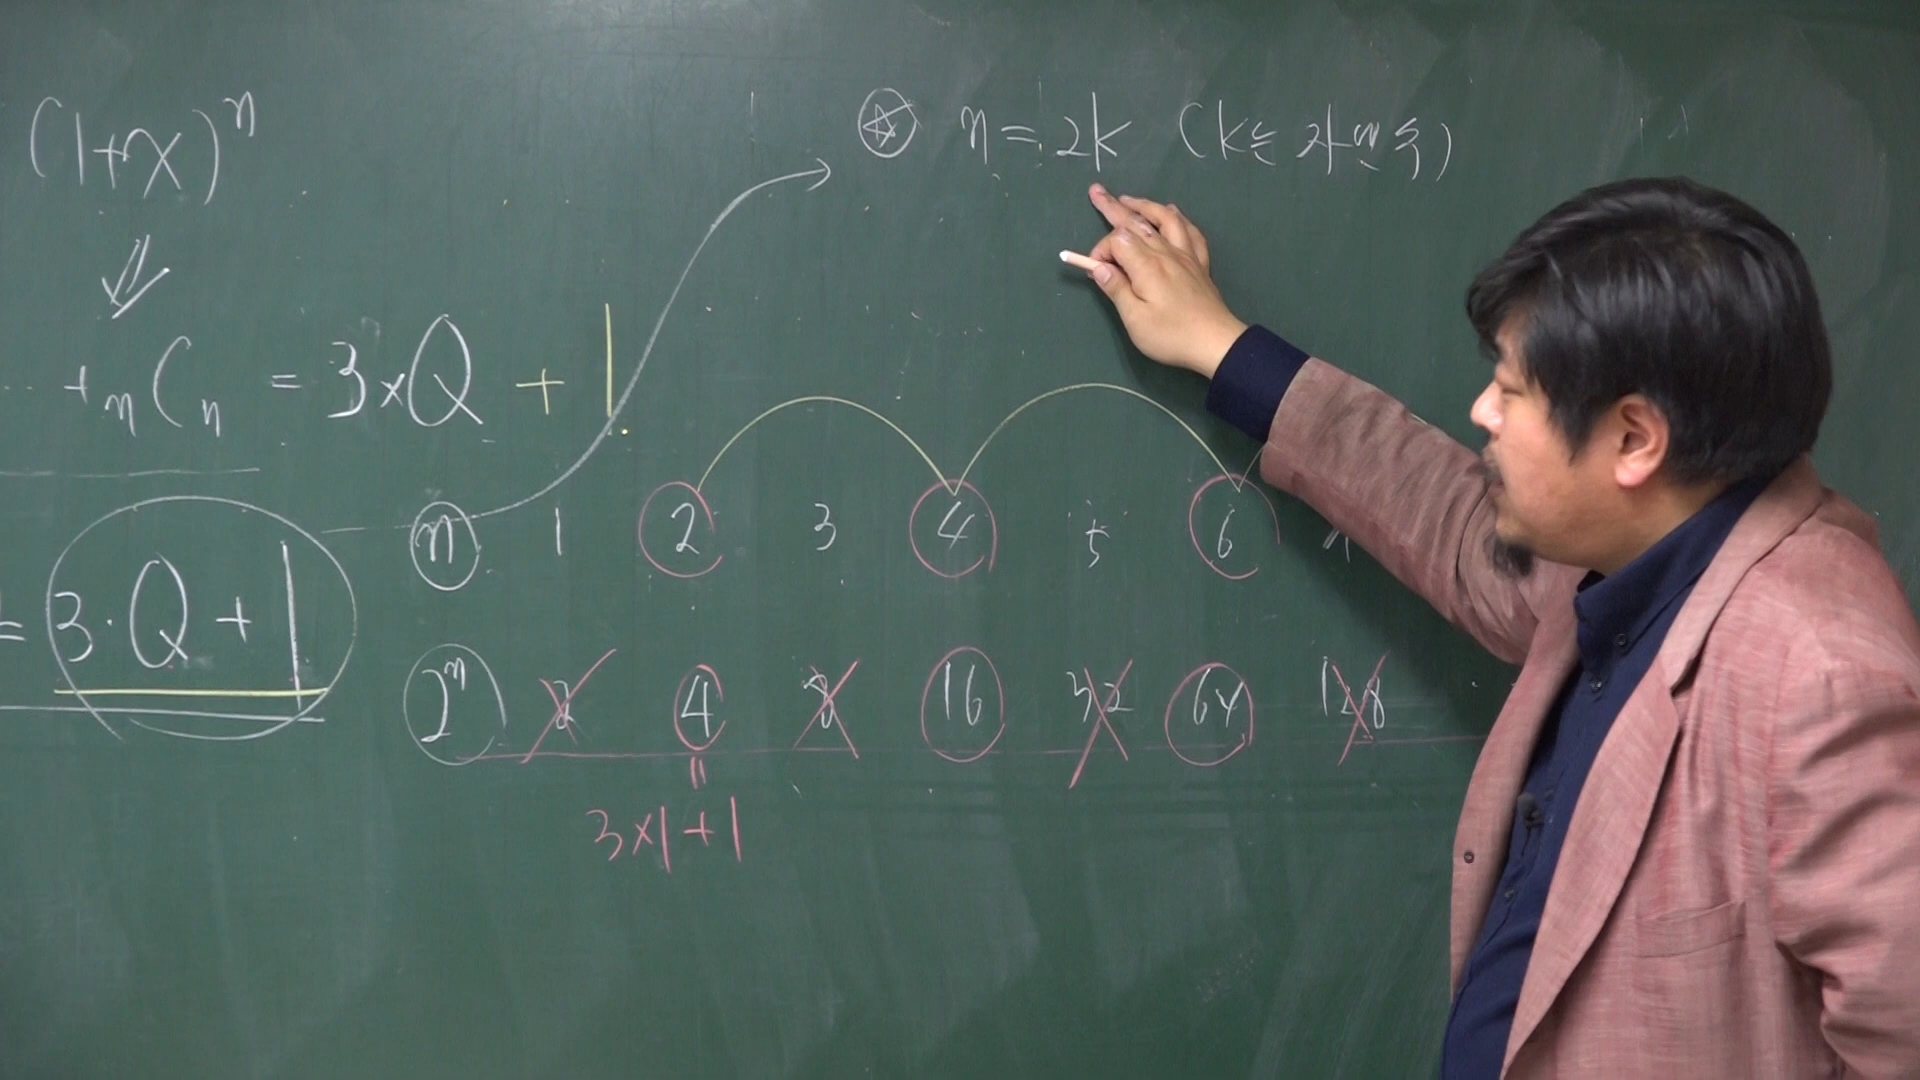 (1+x)ⁿ
☆ n=2k (k는 자연수)
+ₙCₙ = 3×Q + 1
n 1 2 3 4 5 6
= 3·Q+1
2ⁿ 2 4 8 16 32 64 128
=
3×1+1